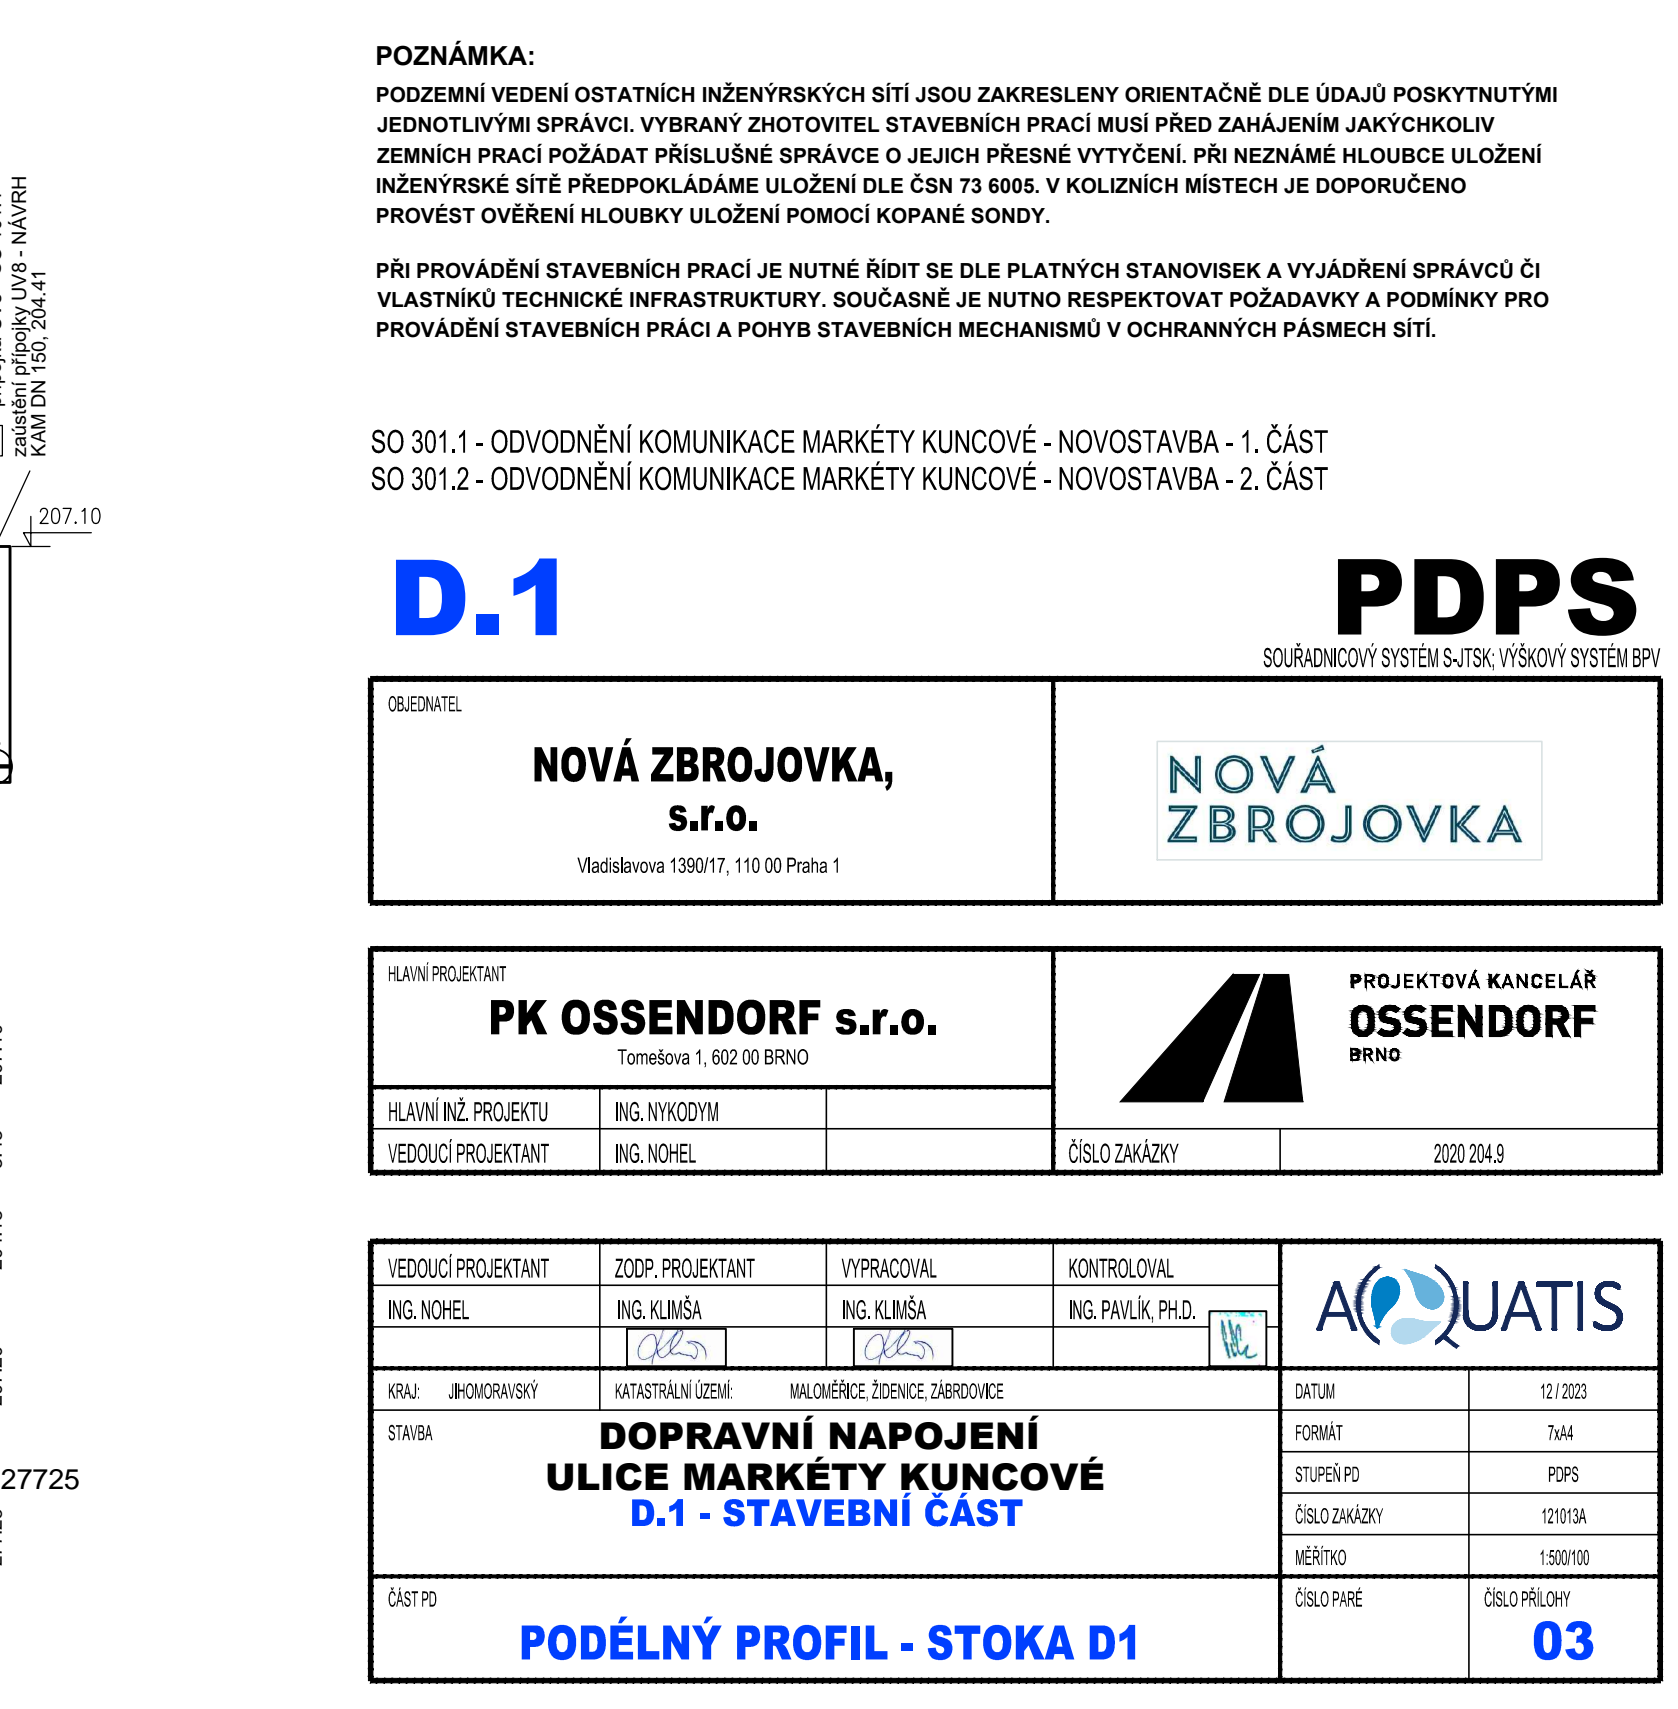 POZNÁMKA:
PODZEMNÍ VEDENÍ OSTATNÍCH INŽENÝRSKÝCH SÍTÍ JSOU ZAKRESLENY ORIENTAČNĚ DLE ÚDAJŮ POSKYTNUTÝMI
JEDNOTLIVÝMI SPRÁVCI. VYBRANÝ ZHOTOVITEL STAVEBNÍCH PRACÍ MUSÍ PŘED ZAHÁJENÍM JAKÝCHKOLIV
ZEMNÍCH PRACÍ POŽÁDAT PŘÍSLUŠNÉ SPRÁVCE O JEJICH PŘESNÉ VYTYČENÍ. PŘI NEZNÁMÉ HLOUBCE ULOŽENÍ
INŽENÝRSKÉ SÍTĚ PŘEDPOKLÁDÁME ULOŽENÍ DLE ČSN 73 6005. V KOLIZNÍCH MÍSTECH JE DOPORUČENO
PROVÉST OVĚŘENÍ HLOUBKY ULOŽENÍ POMOCÍ KOPANÉ SONDY.
PŘI PROVÁDĚNÍ STAVEBNÍCH PRACÍ JE NUTNÉ ŘÍDIT SE DLE PLATNÝCH STANOVISEK A VYJÁDŘENÍ SPRÁVCŮ ČI
VLASTNÍKŮ TECHNICKÉ INFRASTRUKTURY. SOUČASNĚ JE NUTNO RESPEKTOVAT POŽADAVKY A PODMÍNKY PRO
PROVÁDĚNÍ STAVEBNÍCH PRÁCI A POHYB STAVEBNÍCH MECHANISMŮ V OCHRANNÝCH PÁSMECH SÍTÍ.
zaústění přípojky UV8 - NÁVRH
KAM DN 150, 204.41
207.10
27725
SO 301.1 - ODVODNĚNÍ KOMUNIKACE MARKÉTY KUNCOVÉ - NOVOSTAVBA - 1. ČÁST
SO 301.2 - ODVODNĚNÍ KOMUNIKACE MARKÉTY KUNCOVÉ - NOVOSTAVBA - 2. ČÁST
D.1
PDPS
SOUŘADNICOVÝ SYSTÉM S-JTSK; VÝŠKOVÝ SYSTÉM BPV
OBJEDNATEL
NOVÁ ZBROJOVKA,
s.r.o.
Vladislavova 1390/17, 110 00 Praha 1
NOVÁ
ZBROJOVKA
HLAVNÍ PROJEKTANT
PK OSSENDORF s.r.o.
Tomešova 1, 602 00 BRNO
PROJEKTOVÁ KANCELÁŘ
OSSENDORF
BRNO
HLAVNÍ INŽ. PROJEKTU ING. NYKODYM
VEDOUCÍ PROJEKTANT ING. NOHEL
ČÍSLO ZAKÁZKY 2020 204.9
VEDOUCÍ PROJEKTANT ZODP. PROJEKTANT VYPRACOVAL KONTROLOVAL
ING. NOHEL ING. KLIMŠA ING. KLIMŠA ING. PAVLÍK, PH.D.
AQUATIS
KRAJ: JIHOMORAVSKÝ KATASTRÁLNÍ ÚZEMÍ: MALOMĚŘICE, ŽIDENICE, ZÁBRDOVICE
DATUM 12 / 2023
STAVBA
DOPRAVNÍ NAPOJENÍ
ULICE MARKÉTY KUNCOVÉ
D.1 - STAVEBNÍ ČÁST
FORMÁT 7xA4
STUPEŇ PD PDPS
ČÍSLO ZAKÁZKY 121013A
MĚŘÍTKO 1:500/100
ČÁST PD
PODÉLNÝ PROFIL - STOKA D1
ČÍSLO PARÉ
ČÍSLO PŘÍLOHY
03